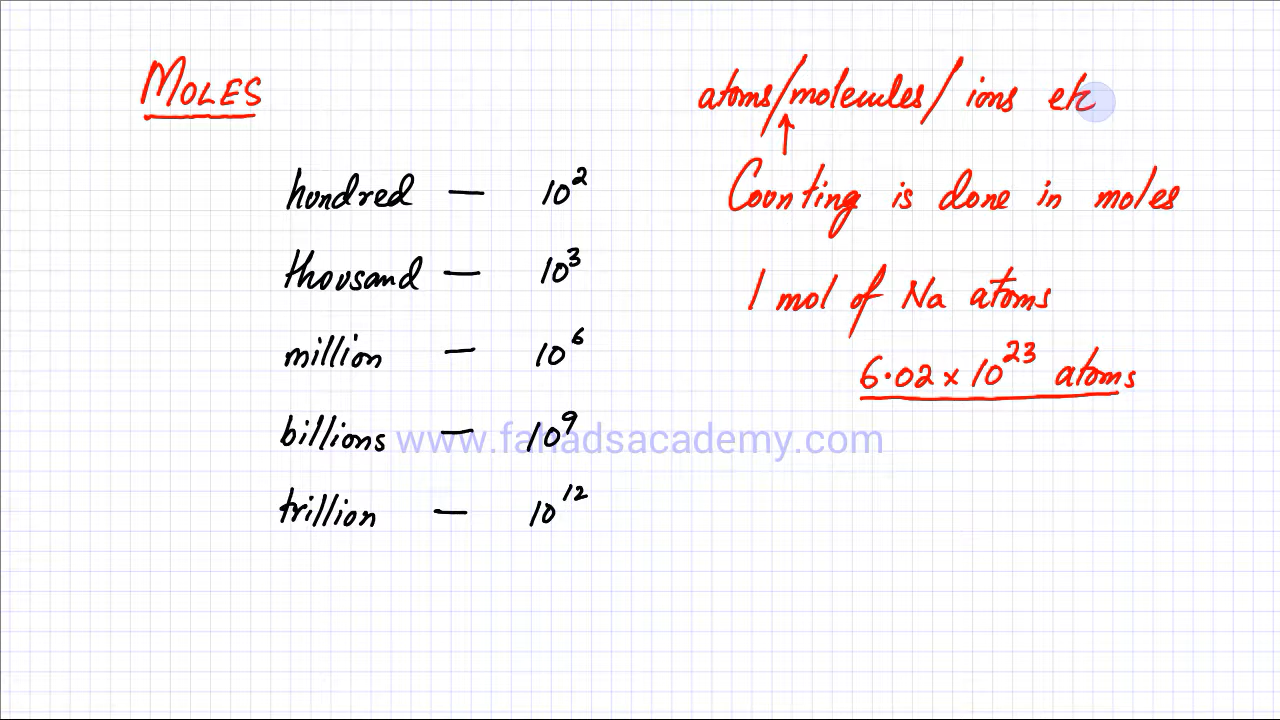 MOLES
hundred — 10²
thousand — 10³
million — 10⁶
billions — 10⁹
trillion — 10¹²
atoms/molecules/ions etc
↑
Counting is done in moles
1 mol of Na atoms
6.02 × 10²³ atoms
www.fahadsacademy.com